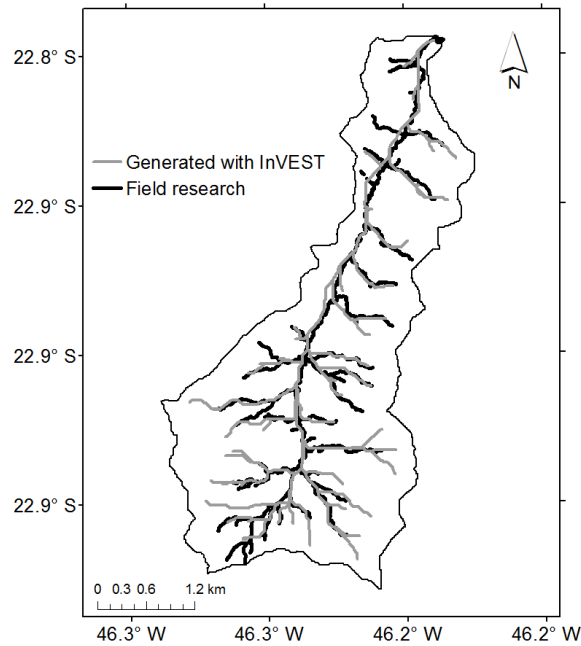 22.8° S
N
Generated with InVEST
Field research
22.9° S
22.9° S
22.9° S
0 0.3 0.6 1.2 km
46.3° W 46.3° W 46.2° W 46.2° W